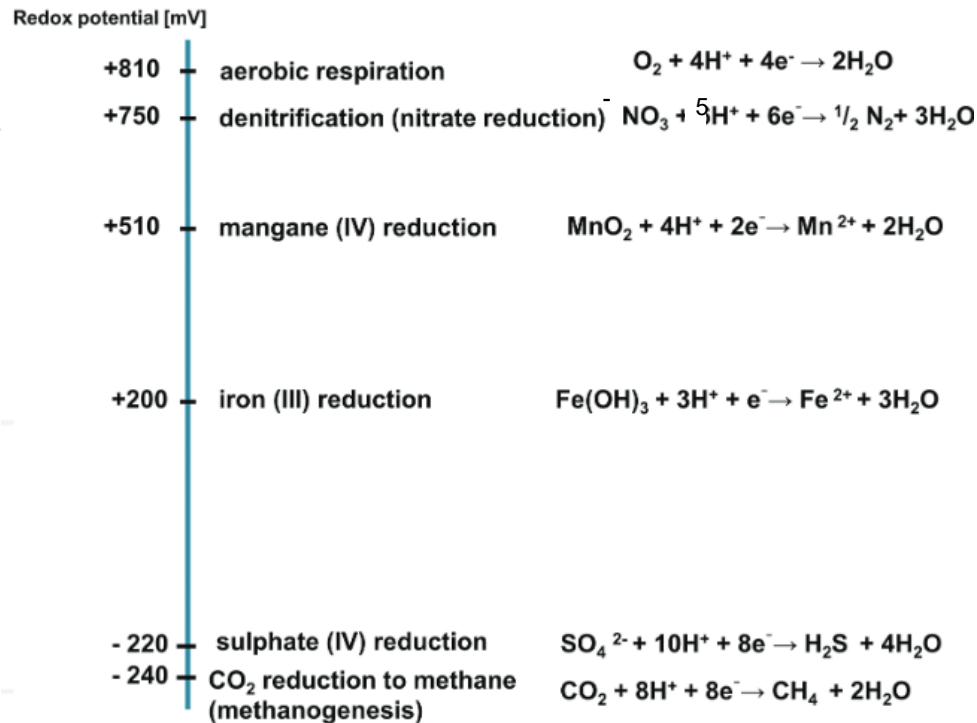 Redox potential [mV]
+810 aerobic respiration O₂ + 4H⁺ + 4e⁻ → 2H₂O
+750 denitrification (nitrate reduction) ⁻ NO₃ + 5H⁺ + 6e⁻ → ½ N₂+ 3H₂O
+510 mangane (IV) reduction MnO₂ + 4H⁺ + 2e⁻ → Mn ²⁺ + 2H₂O
+200 iron (III) reduction Fe(OH)₃ + 3H⁺ + e⁻ → Fe ²⁺ + 3H₂O
- 220 sulphate (IV) reduction SO₄ ²⁻ + 10H⁺ + 8e⁻ → H₂S + 4H₂O
- 240 CO₂ reduction to methane CO₂ + 8H⁺ + 8e⁻ → CH₄ + 2H₂O
(methanogenesis)